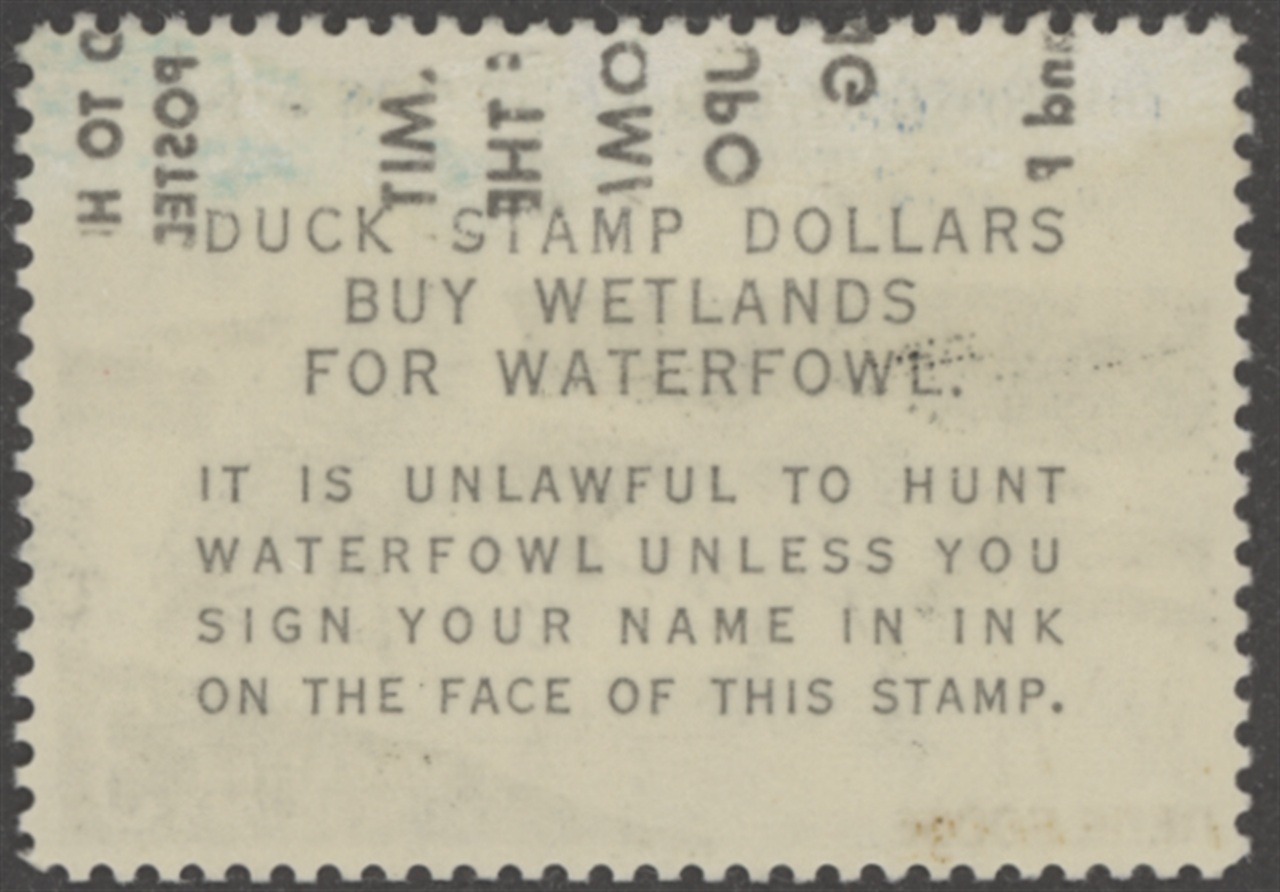 DUCK STAMP DOLLARS
BUY WETLANDS
FOR WATERFOWL.
IT IS UNLAWFUL TO HUNT
WATERFOWL UNLESS YOU
SIGN YOUR NAME IN INK
ON THE FACE OF THIS STAMP.